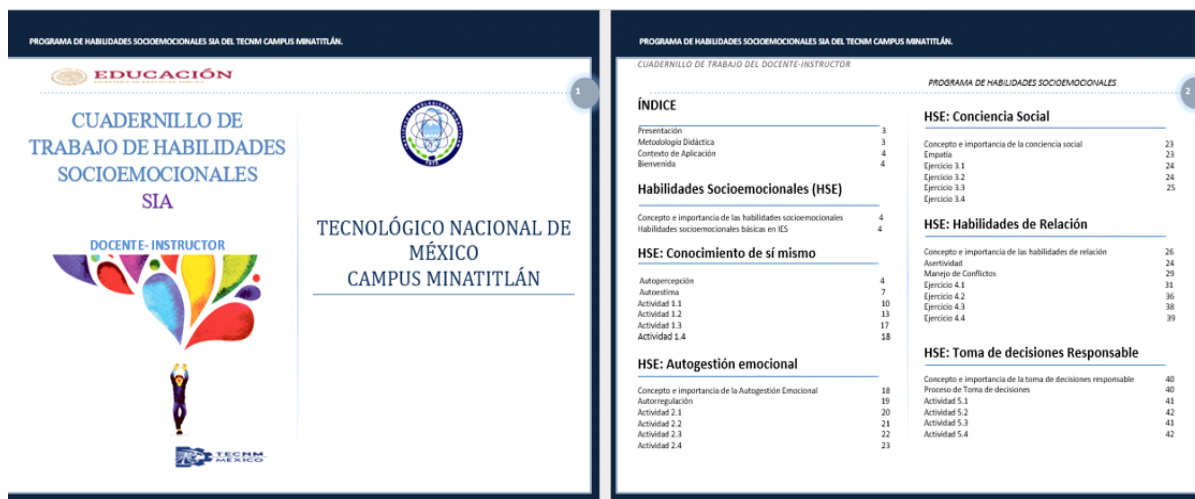 PROGRAMA DE HABILIDADES SOCIOEMOCIONALES SIA DEL TECNM CAMPUS MINATITLÁN.
EDUCACIÓN
1
CUADERNILLO DE
TRABAJO DE HABILIDADES
SOCIOEMOCIONALES
SIA
DOCENTE- INSTRUCTOR
TECNM
MÉXICO
TECNOLÓGICO NACIONAL DE
MÉXICO
CAMPUS MINATITLÁN
PROGRAMA DE HABILIDADES SOCIOEMOCIONALES SIA DEL TECNM CAMPUS MINATITLÁN.
CUADERNILLO DE TRABAJO DEL DOCENTE-INSTRUCTOR
PROGRAMA DE HABILIDADES SOCIOEMOCIONALES
2
ÍNDICE
Presentación 3
Metodología Didáctica 3
Contexto de Aplicación 4
Bienvenida 4
Habilidades Socioemocionales (HSE)
Concepto e importancia de las habilidades socioemocionales 4
Habilidades socioemocionales básicas en IES 4
HSE: Conocimiento de sí mismo
Autopercepción 4
Autoestima 7
Actividad 1.1 10
Actividad 1.2 13
Actividad 1.3 17
Actividad 1.4 18
HSE: Autogestión emocional
Concepto e importancia de la Autogestión Emocional 18
Autorregulación 19
Actividad 2.1 20
Actividad 2.2 21
Actividad 2.3 22
Actividad 2.4 23
HSE: Conciencia Social
Concepto e importancia de la conciencia social 23
Empatía 23
Ejercicio 3.1 24
Ejercicio 3.2 24
Ejercicio 3.3 25
Ejercicio 3.4
HSE: Habilidades de Relación
Concepto e importancia de las habilidades de relación 26
Asertividad 24
Manejo de Conflictos 29
Ejercicio 4.1 31
Ejercicio 4.2 36
Ejercicio 4.3 38
Ejercicio 4.4 39
HSE: Toma de decisiones Responsable
Concepto e importancia de la toma de decisiones responsable 40
Proceso de Toma de decisiones 40
Actividad 5.1 41
Actividad 5.2 42
Actividad 5.3 41
Actividad 5.4 42